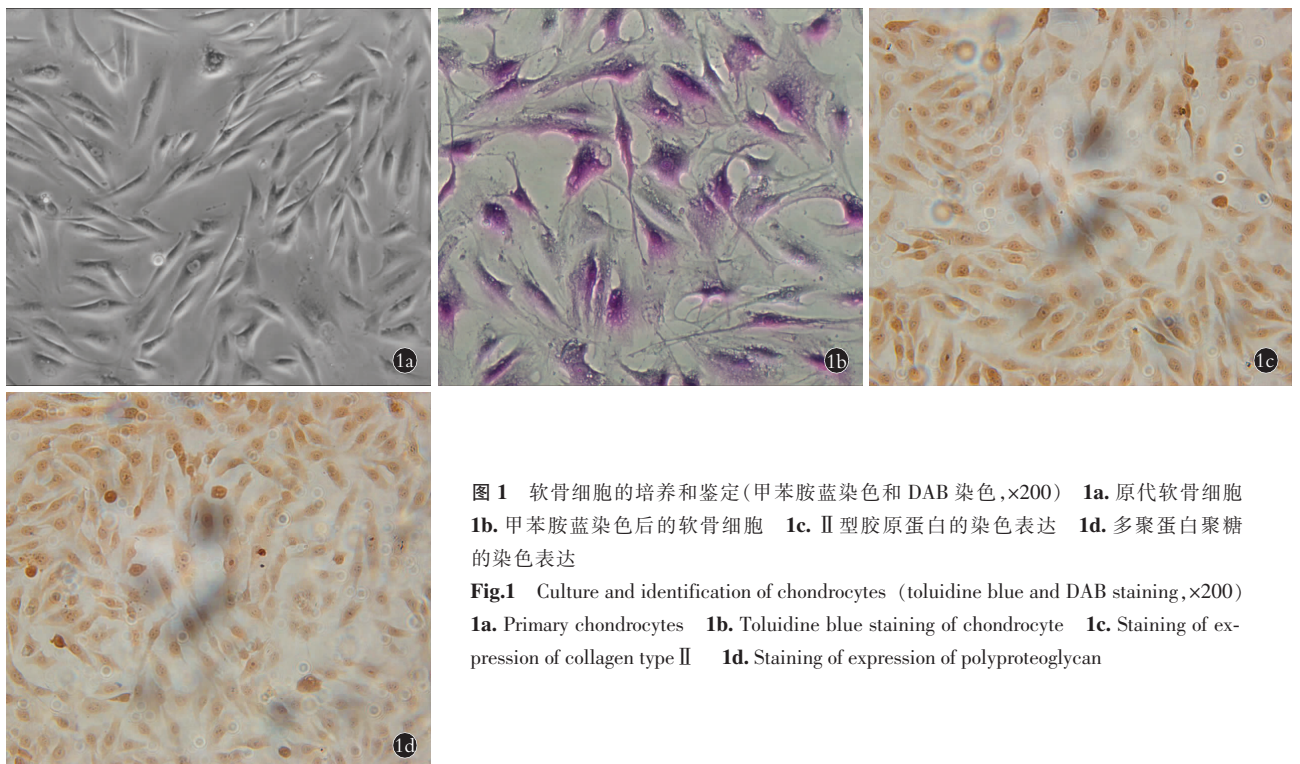 1a
1b
1c
1d
图 1 软骨细胞的培养和鉴定(甲苯胺蓝染色和 DAB 染色,×200) 1a. 原代软骨细胞
1b. 甲苯胺蓝染色后的软骨细胞 1c. Ⅱ型胶原蛋白的染色表达 1d. 多聚蛋白聚糖
的染色表达
Fig.1 Culture and identification of chondrocytes (toluidine blue and DAB staining,×200)
1a. Primary chondrocytes 1b. Toluidine blue staining of chondrocyte 1c. Staining of ex-
pression of collagen type Ⅱ 1d. Staining of expression of polyproteoglycan